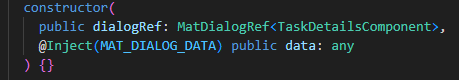 constructor(
public dialogRef: MatDialogRef<TaskDetailsComponent>,
@Inject(MAT_DIALOG_DATA) public data: any
) {}